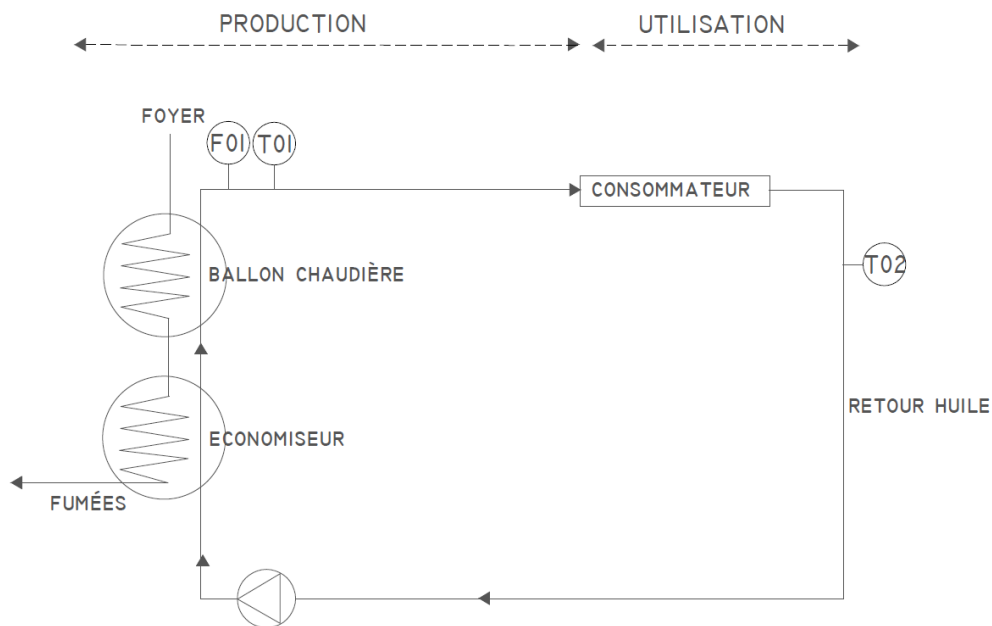 PRODUCTION
UTILISATION
FOYER
F01
T01
CONSOMMATEUR
BALLON CHAUDIÈRE
T02
RETOUR HUILE
ECONOMISEUR
FUMÉES